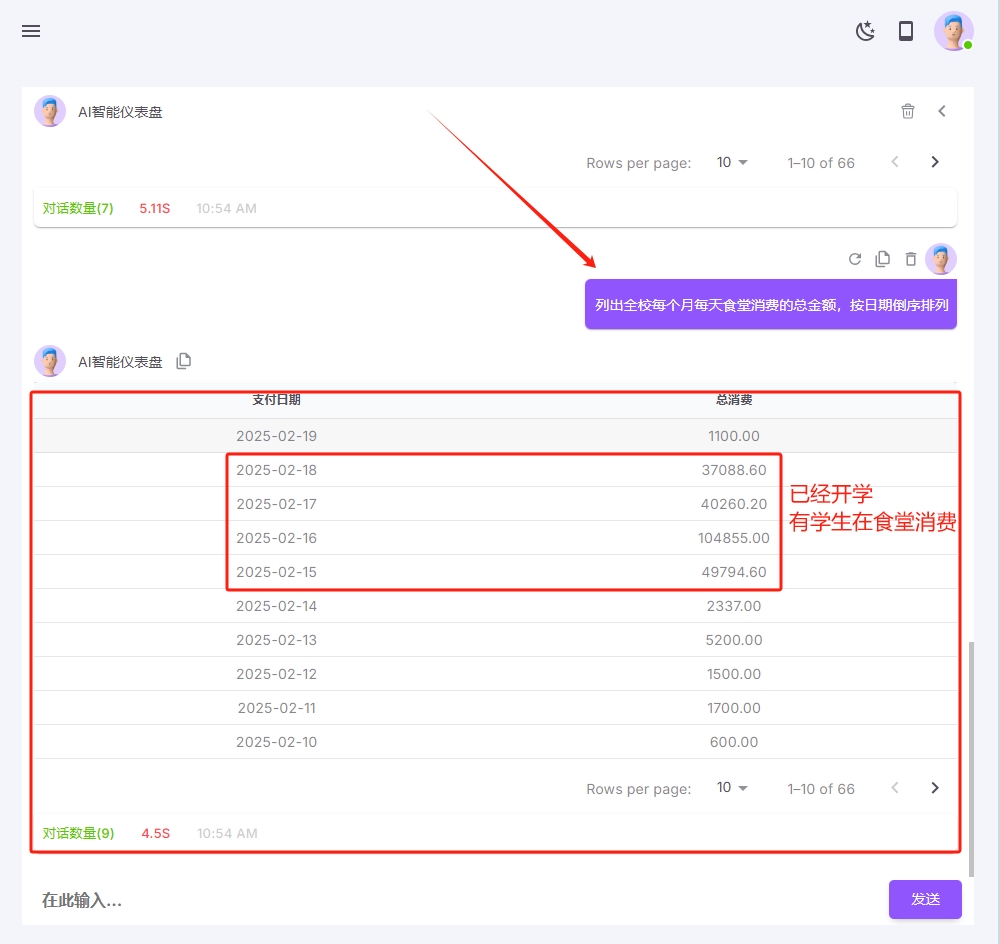 AI智能仪表盘
Rows per page: 10 1–10 of 66
对话数量(7) 5.11S 10:54 AM
列出全校每个月每天食堂消费的总金额，按日期倒序排列
AI智能仪表盘
支付日期 总消费
2025-02-19 1100.00
2025-02-18 37088.60
2025-02-17 40260.20
2025-02-16 104855.00
2025-02-15 49794.60
已经开学
有学生在食堂消费
2025-02-14 2337.00
2025-02-13 5200.00
2025-02-12 1500.00
2025-02-11 1700.00
2025-02-10 600.00
Rows per page: 10 1–10 of 66
对话数量(9) 4.5S 10:54 AM
在此输入... 发送